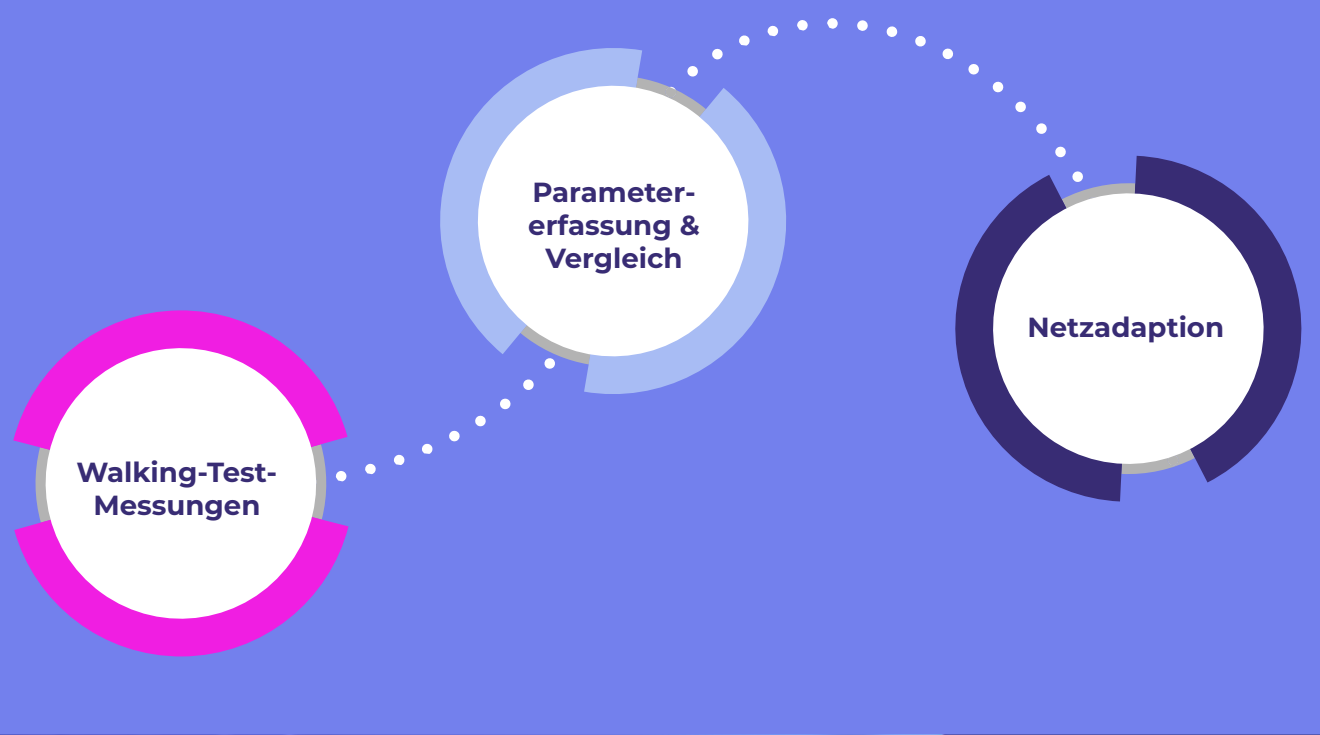 Walking-Test-
Messungen
Parameter-
erfassung &
Vergleich
Netzadaption